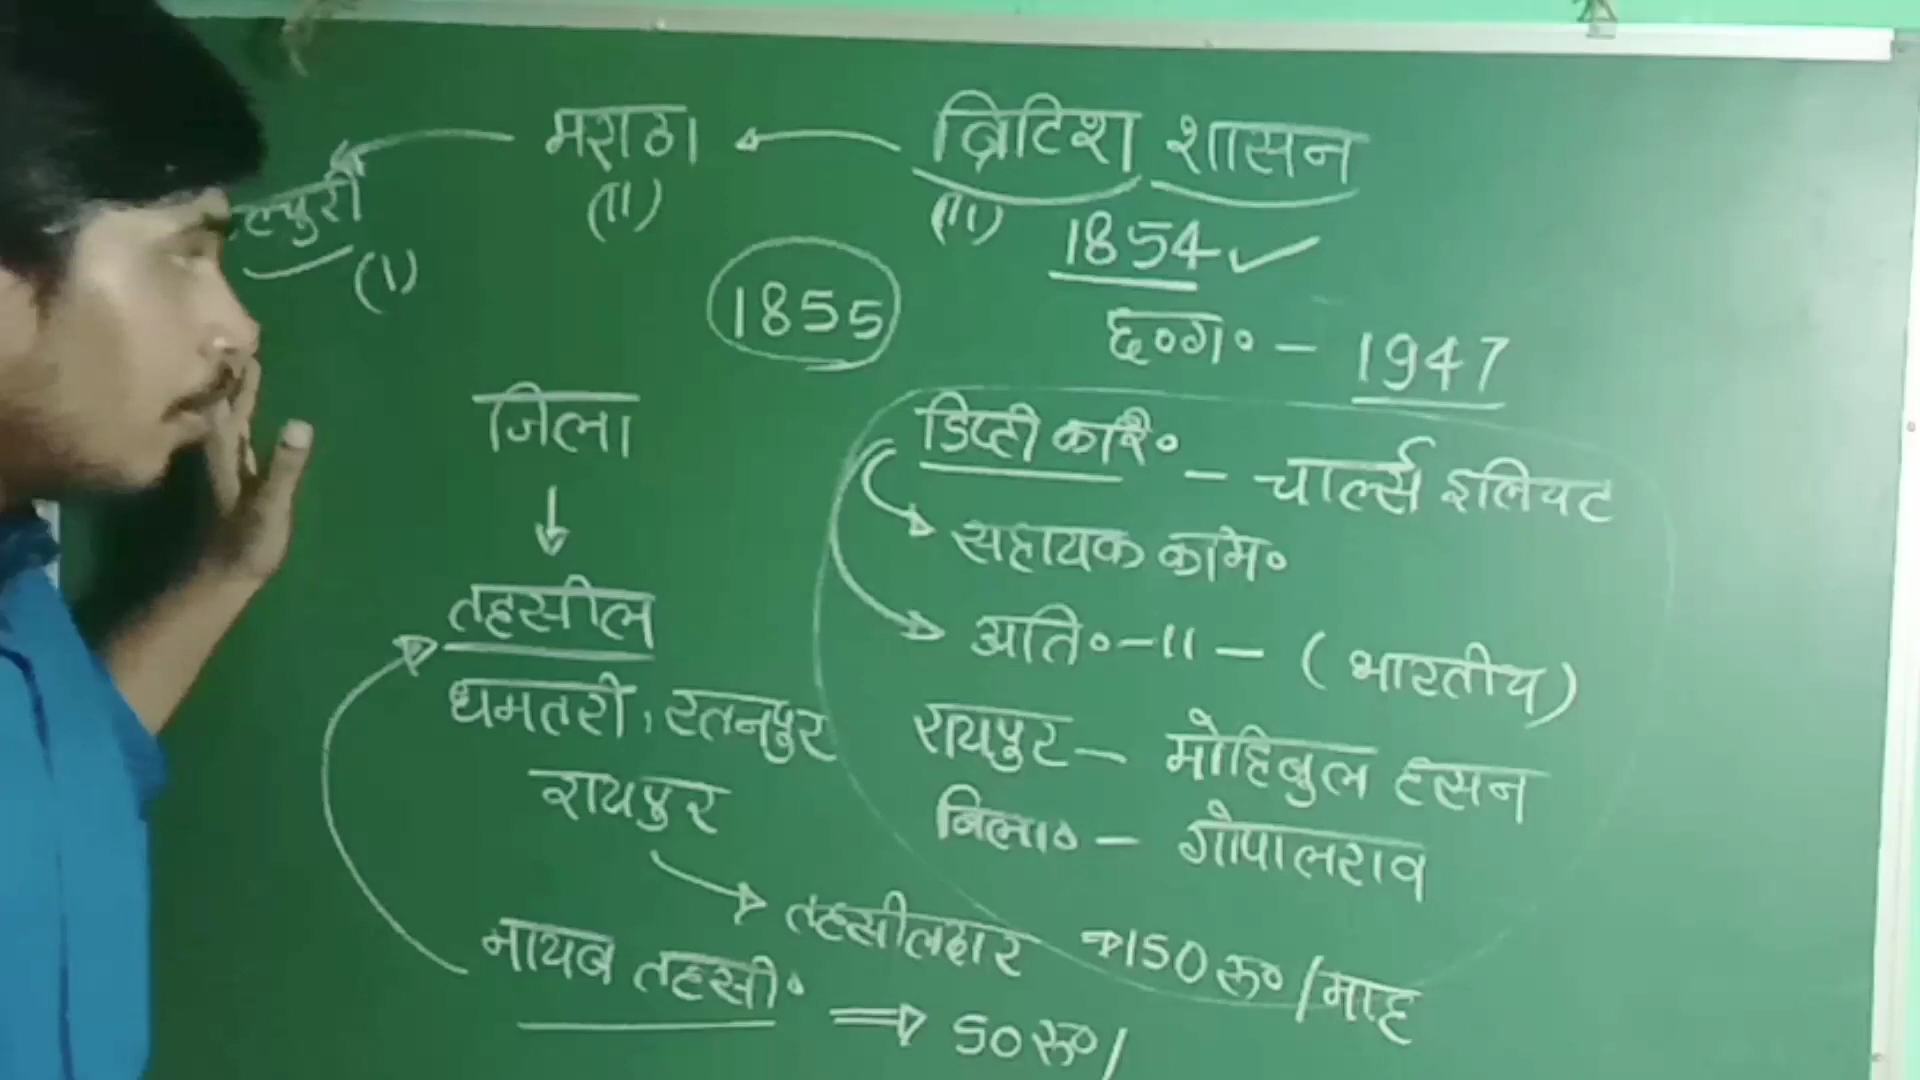 मराठा ब्रिटिश शासन
(II) (III) 1854 ✓
(I)
1855
छ०ग० - 1947
जिला
डिप्टी कमि० - चार्ल्स इलियट
सहायक कमि०
तहसील
अति० -11- (भारतीय)
धमतरी, रतनपुर
रायपुर
रायपुर - मोहिबुल हसन
बिला० - गोपालराव
तहसीलदार → 150 रू० /माह
नायब तहसी० ⇒ 50 रू० /